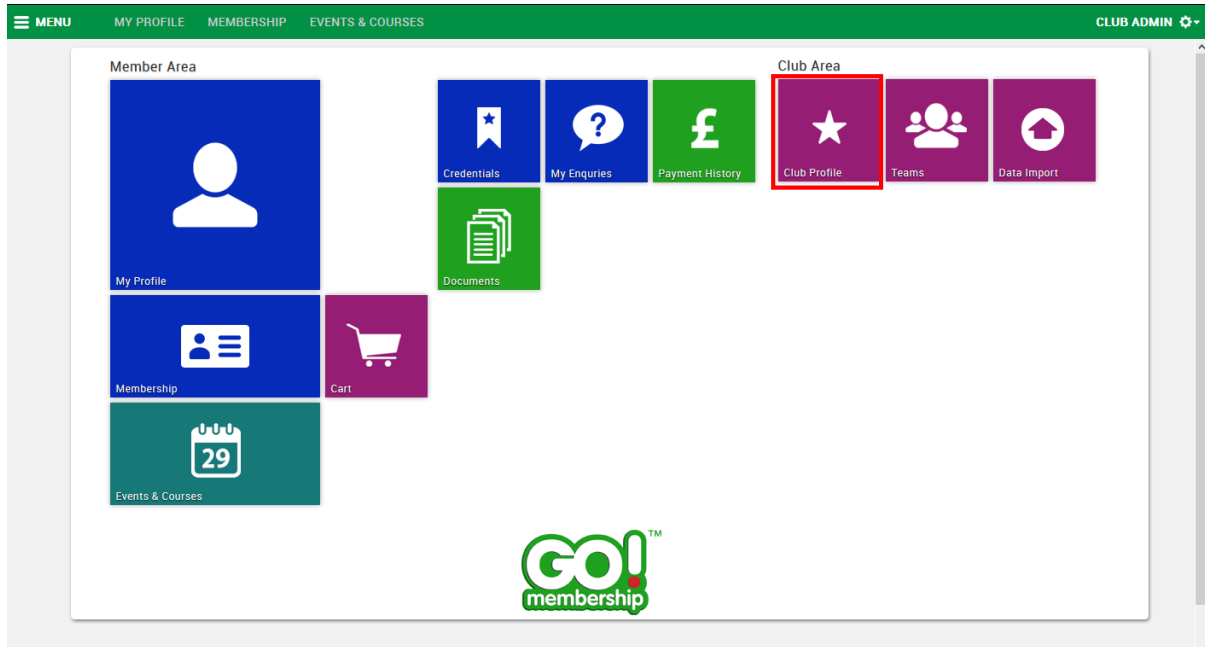 MENU MY PROFILE MEMBERSHIP EVENTS & COURSES CLUB ADMIN
Member Area
Club Area
My Profile
Credentials
My Enquries
Payment History
Club Profile
Teams
Data Import
Documents
Membership
Cart
29
Events & Courses
GO! TM
membership